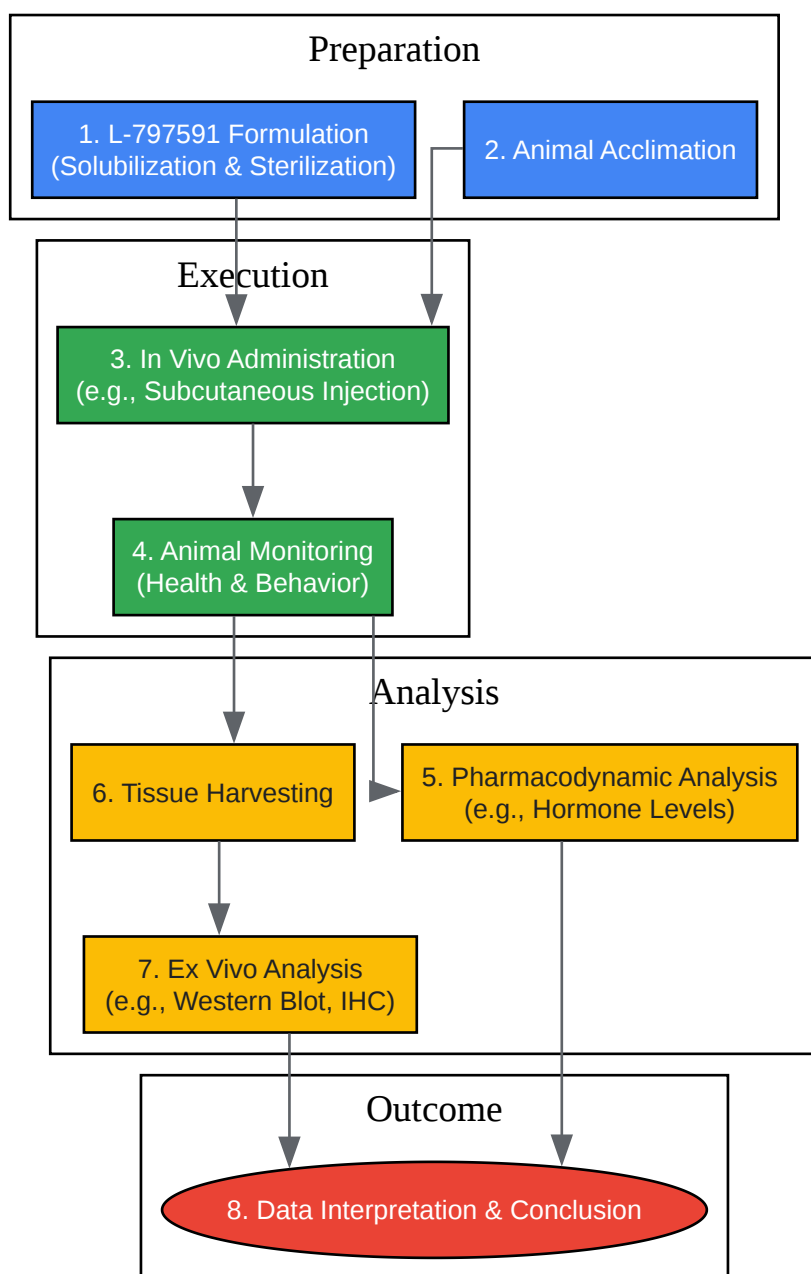 Preparation
1. L-797591 Formulation
(Solubilization & Sterilization)
2. Animal Acclimation
Execution
3. In Vivo Administration
(e.g., Subcutaneous Injection)
4. Animal Monitoring
(Health & Behavior)
Analysis
6. Tissue Harvesting
5. Pharmacodynamic Analysis
(e.g., Hormone Levels)
7. Ex Vivo Analysis
(e.g., Western Blot, IHC)
Outcome
8. Data Interpretation & Conclusion